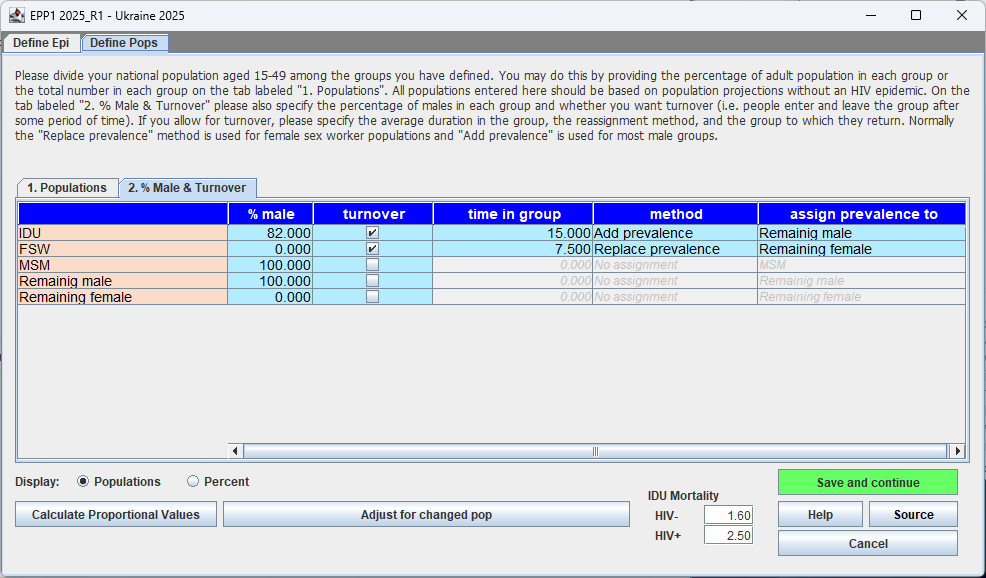 EPP1 2025_R1 - Ukraine 2025
Define Epi Define Pops
Please divide your national population aged 15-49 among the groups you have defined. You may do this by providing the percentage of adult population in each group or
the total number in each group on the tab labeled "1. Populations". All populations entered here should be based on population projections without an HIV epidemic. On the
tab labeled "2. % Male & Turnover" please also specify the percentage of males in each group and whether you want turnover (i.e. people enter and leave the group after
some period of time). If you allow for turnover, please specify the average duration in the group, the reassignment method, and the group to which they return. Normally
the "Replace prevalence" method is used for female sex worker populations and "Add prevalence" is used for most male groups.
1. Populations 2. % Male & Turnover
% male turnover time in group method assign prevalence to
IDU 82.000 15.000 Add prevalence Remainig male
FSW 0.000 7.500 Replace prevalence Remaining female
MSM 100.000 0.000 No assignment MSM
Remainig male 100.000 0.000 No assignment Remainig male
Remaining female 0.000 0.000 No assignment Remaining female
Display: Populations Percent
Save and continue
IDU Mortality
Calculate Proportional Values Adjust for changed pop HIV- 1.60 Help Source
HIV+ 2.50 Cancel